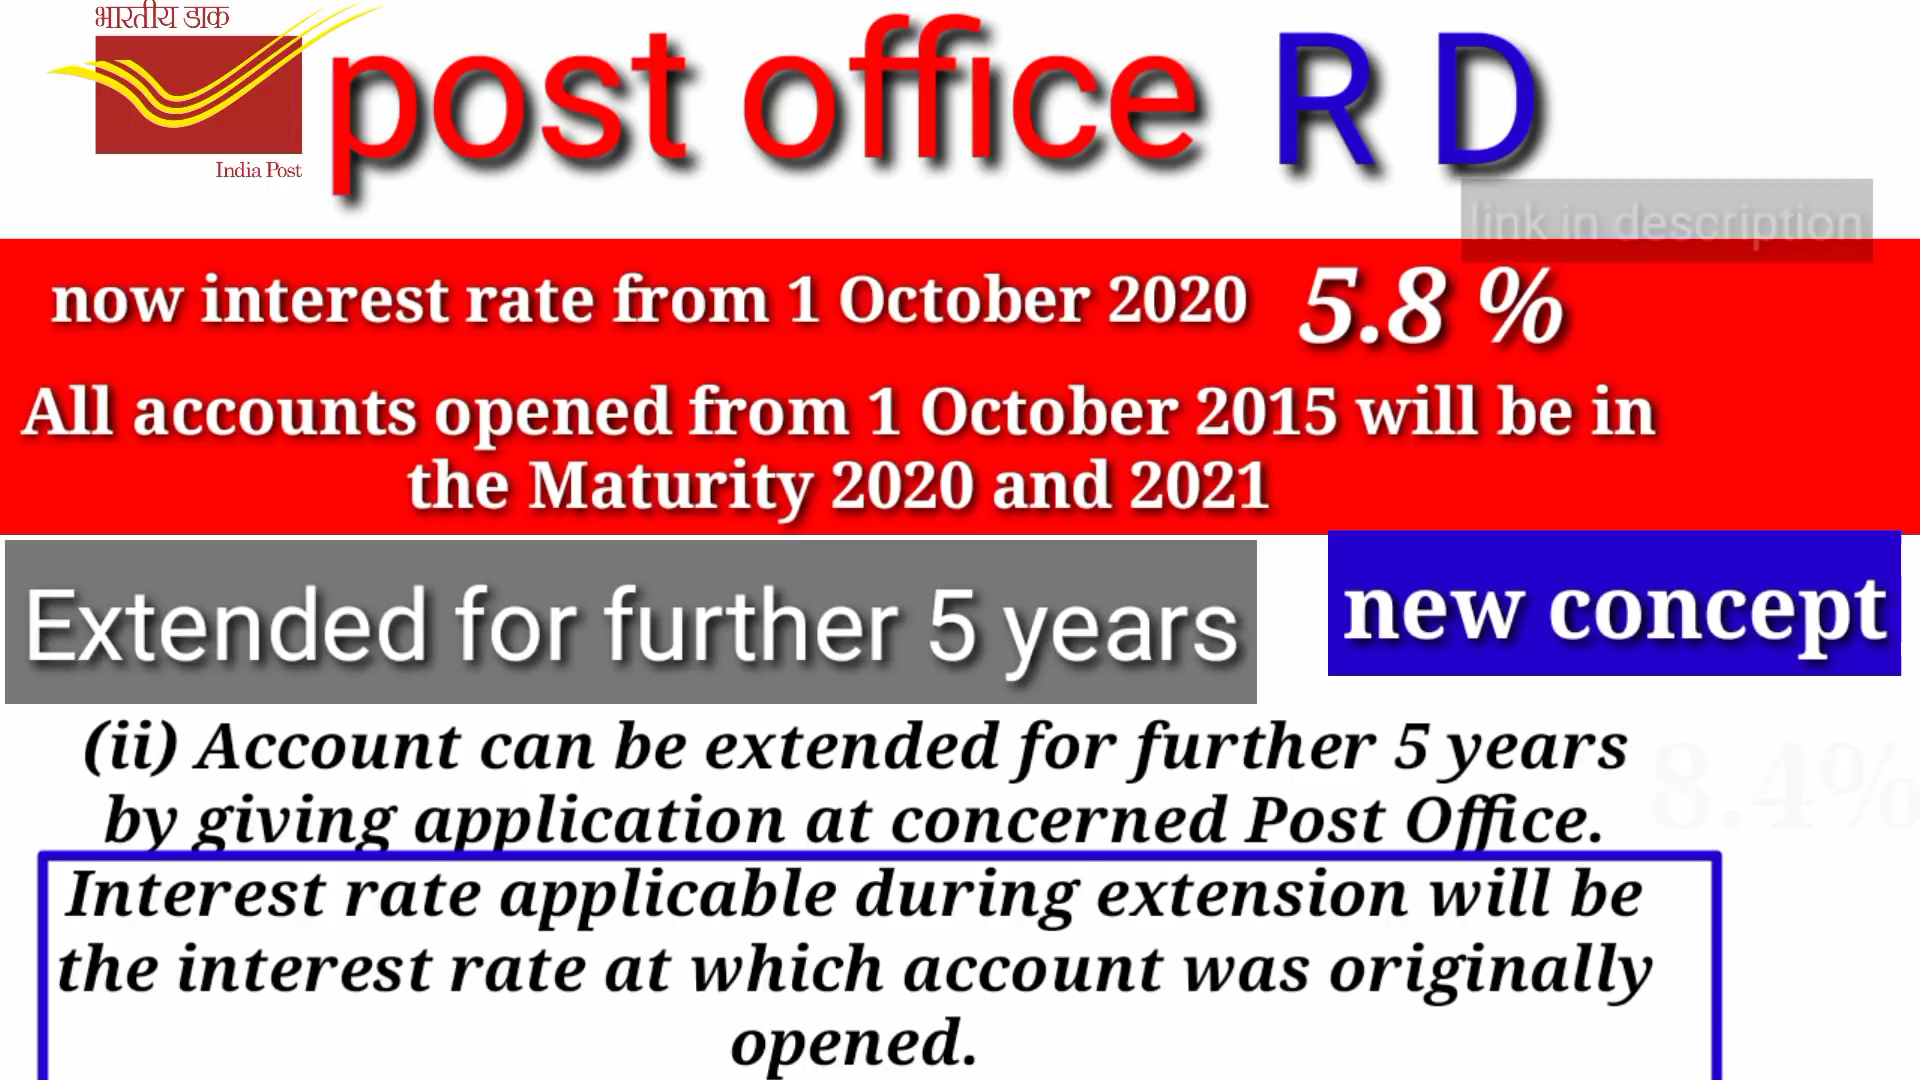 भारतीय डाक
India Post
post office R D
link in description
now interest rate from 1 October 2020 5.8 %
All accounts opened from 1 October 2015 will be in
the Maturity 2020 and 2021
Extended for further 5 years
new concept
(ii) Account can be extended for further 5 years
by giving application at concerned Post Office.
8.4%
Interest rate applicable during extension will be
the interest rate at which account was originally
opened.